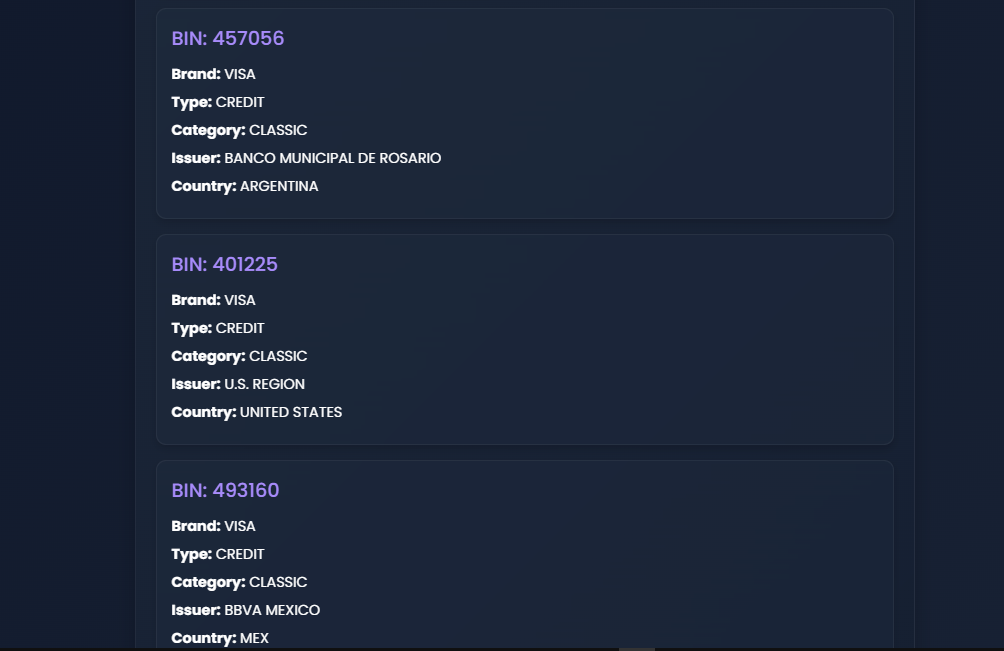 BIN: 457056
Brand: VISA
Type: CREDIT
Category: CLASSIC
Issuer: BANCO MUNICIPAL DE ROSARIO
Country: ARGENTINA
BIN: 401225
Brand: VISA
Type: CREDIT
Category: CLASSIC
Issuer: U.S. REGION
Country: UNITED STATES
BIN: 493160
Brand: VISA
Type: CREDIT
Category: CLASSIC
Issuer: BBVA MEXICO
Country: MEX